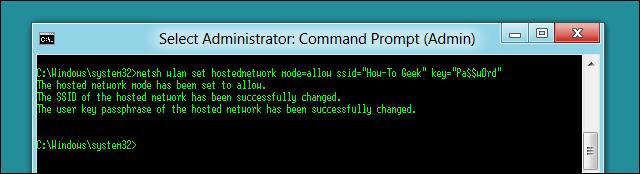 Select Administrator: Command Prompt (Admin)
C:\Windows\system32>netsh wlan set hostednetwork mode=allow ssid="How-To Geek" key="Pa$$w0rd"
The hosted network mode has been set to allow.
The SSID of the hosted network has been successfully changed.
The user key passphrase of the hosted network has been successfully changed.
C:\Windows\system32>